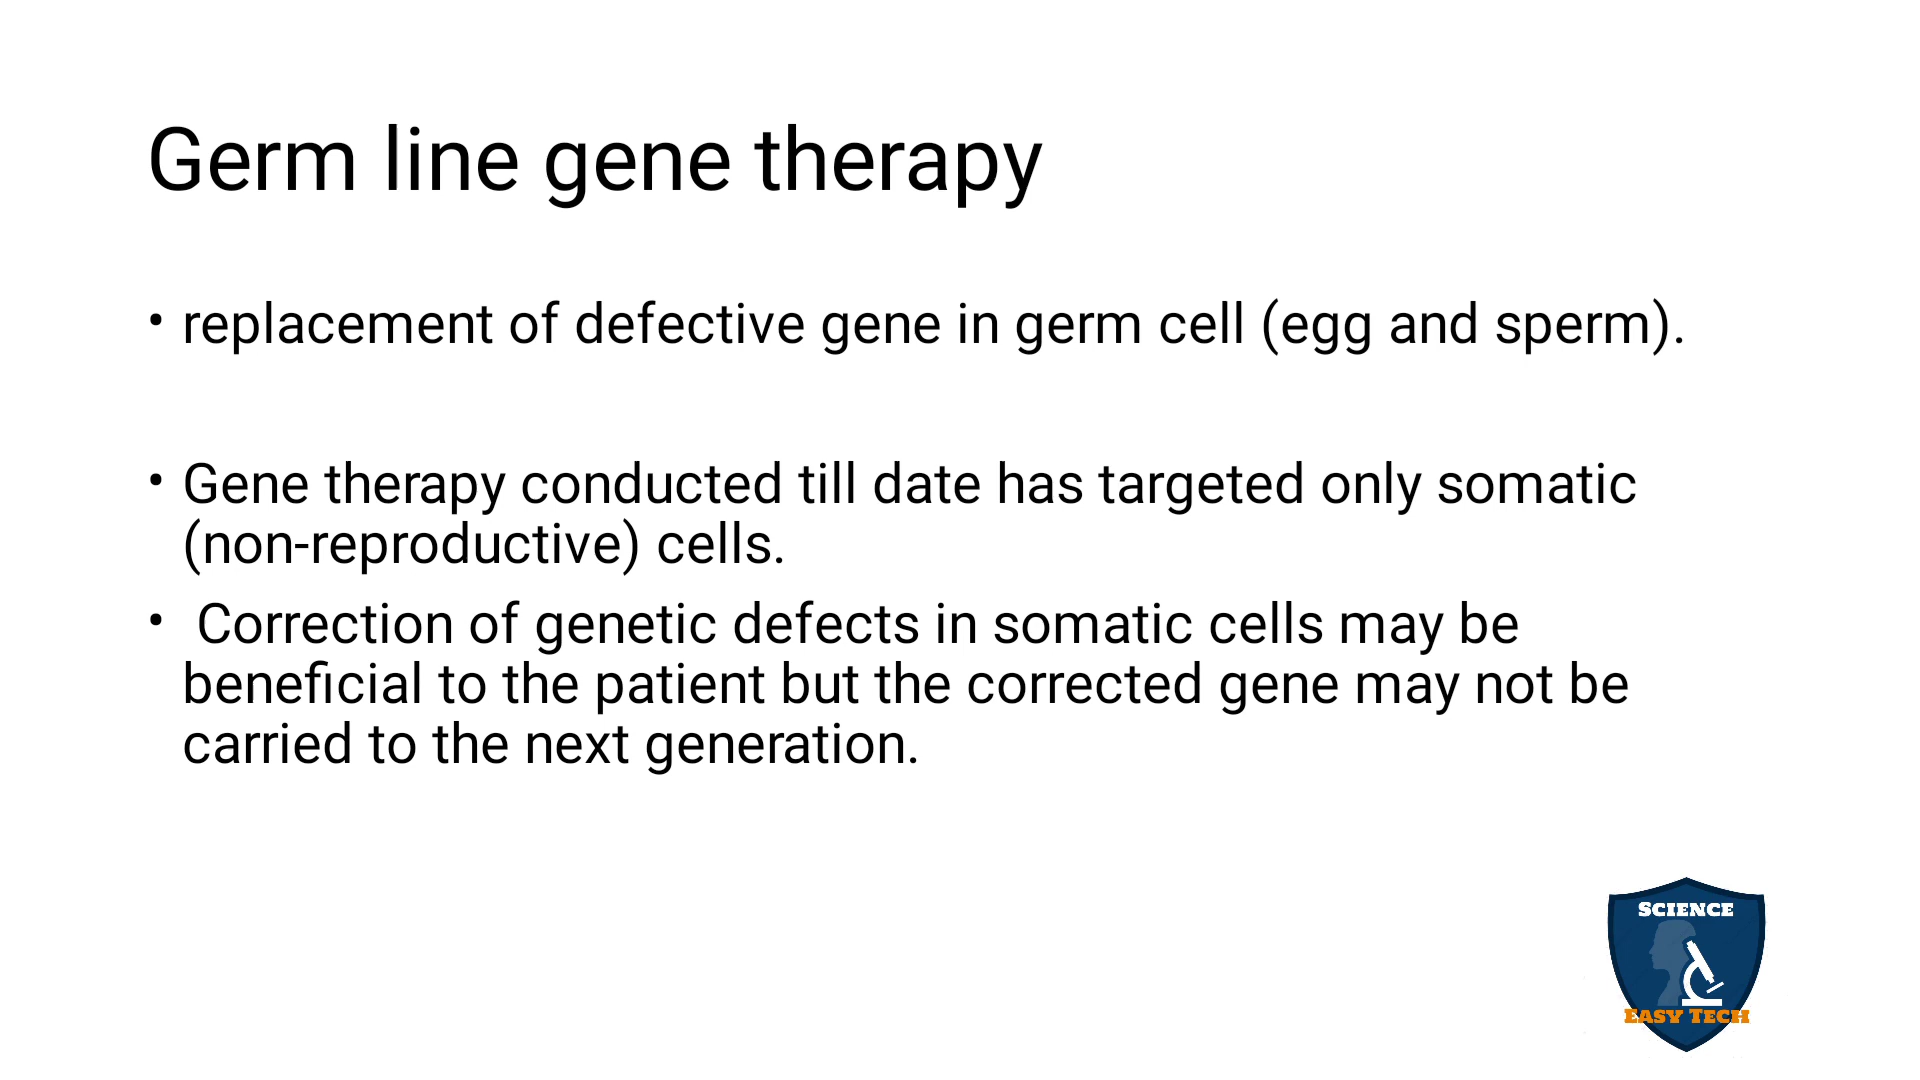 Germ line gene therapy
• replacement of defective gene in germ cell (egg and sperm).
• Gene therapy conducted till date has targeted only somatic
(non-reproductive) cells.
• Correction of genetic defects in somatic cells may be
beneficial to the patient but the corrected gene may not be
carried to the next generation.
SCIENCE
EASY TECH